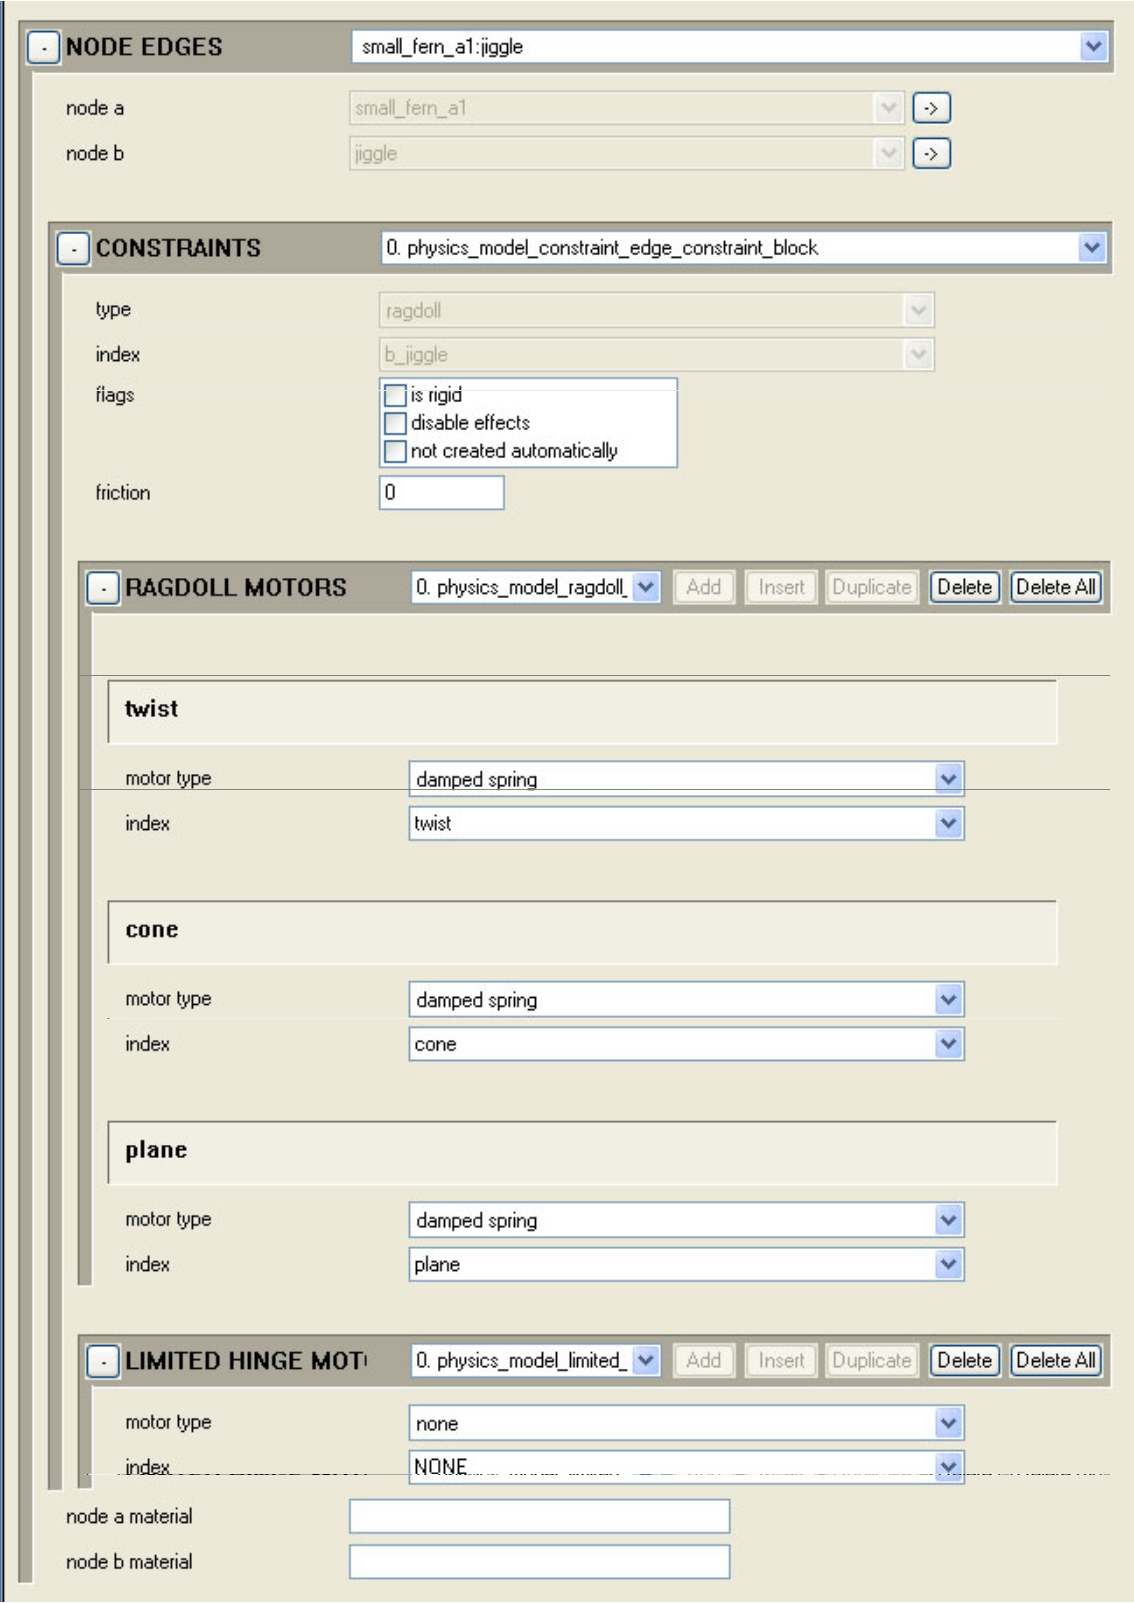 - NODE EDGES small_fern_a1:jiggle
node a small_fern_a1 ->
node b jiggle ->
- CONSTRAINTS 0. physics_model_constraint_edge_constraint_block
type ragdoll
index b_jiggle
flags is rigid
disable effects
not created automatically
friction 0
- RAGDOLL MOTORS 0. physics_model_ragdoll_ Add Insert Duplicate Delete Delete All
twist
motor type damped spring
index twist
cone
motor type damped spring
index cone
plane
motor type damped spring
index plane
- LIMITED HINGE MOT 0. physics_model_limited_ Add Insert Duplicate Delete Delete All
motor type none
index NONE
node a material
node b material